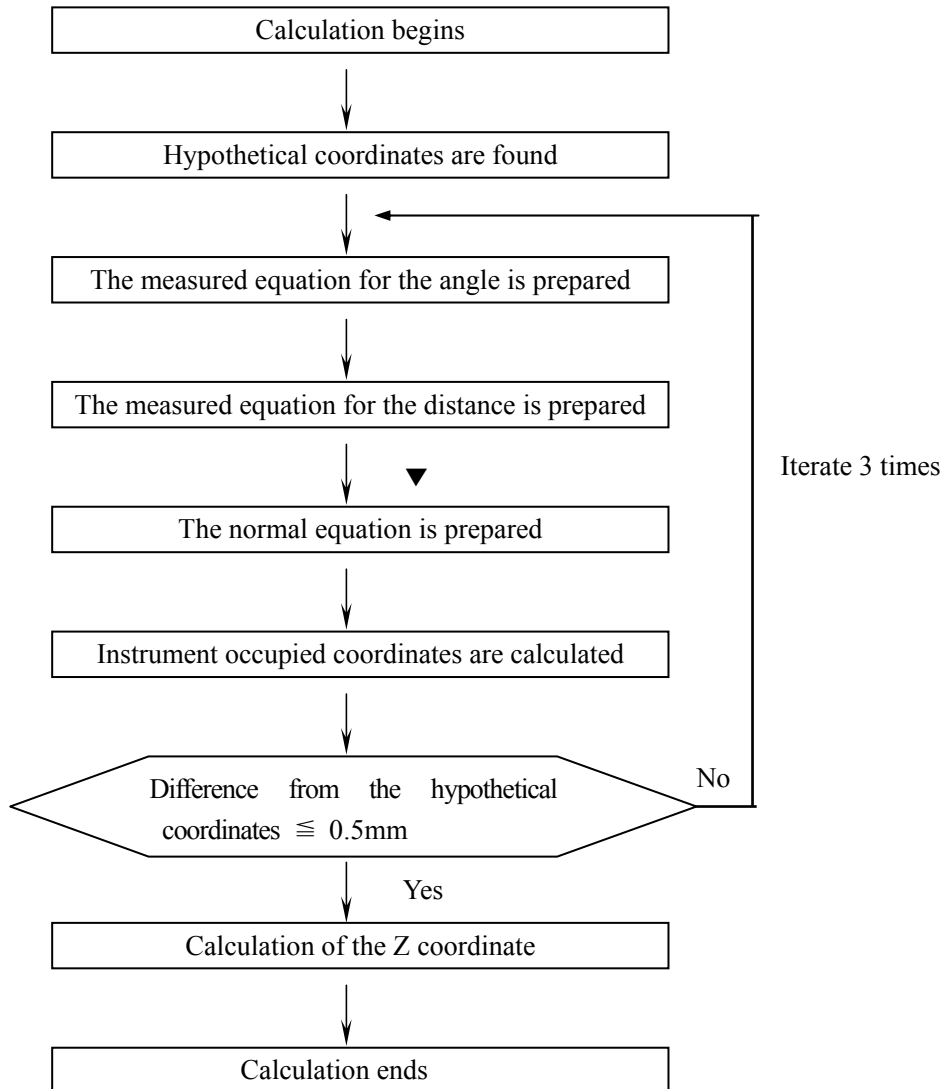 Calculation begins
Hypothetical coordinates are found
The measured equation for the angle is prepared
The measured equation for the distance is prepared
Iterate 3 times
The normal equation is prepared
Instrument occupied coordinates are calculated
Difference from the hypothetical
coordinates ≦ 0.5mm
No
Yes
Calculation of the Z coordinate
Calculation ends